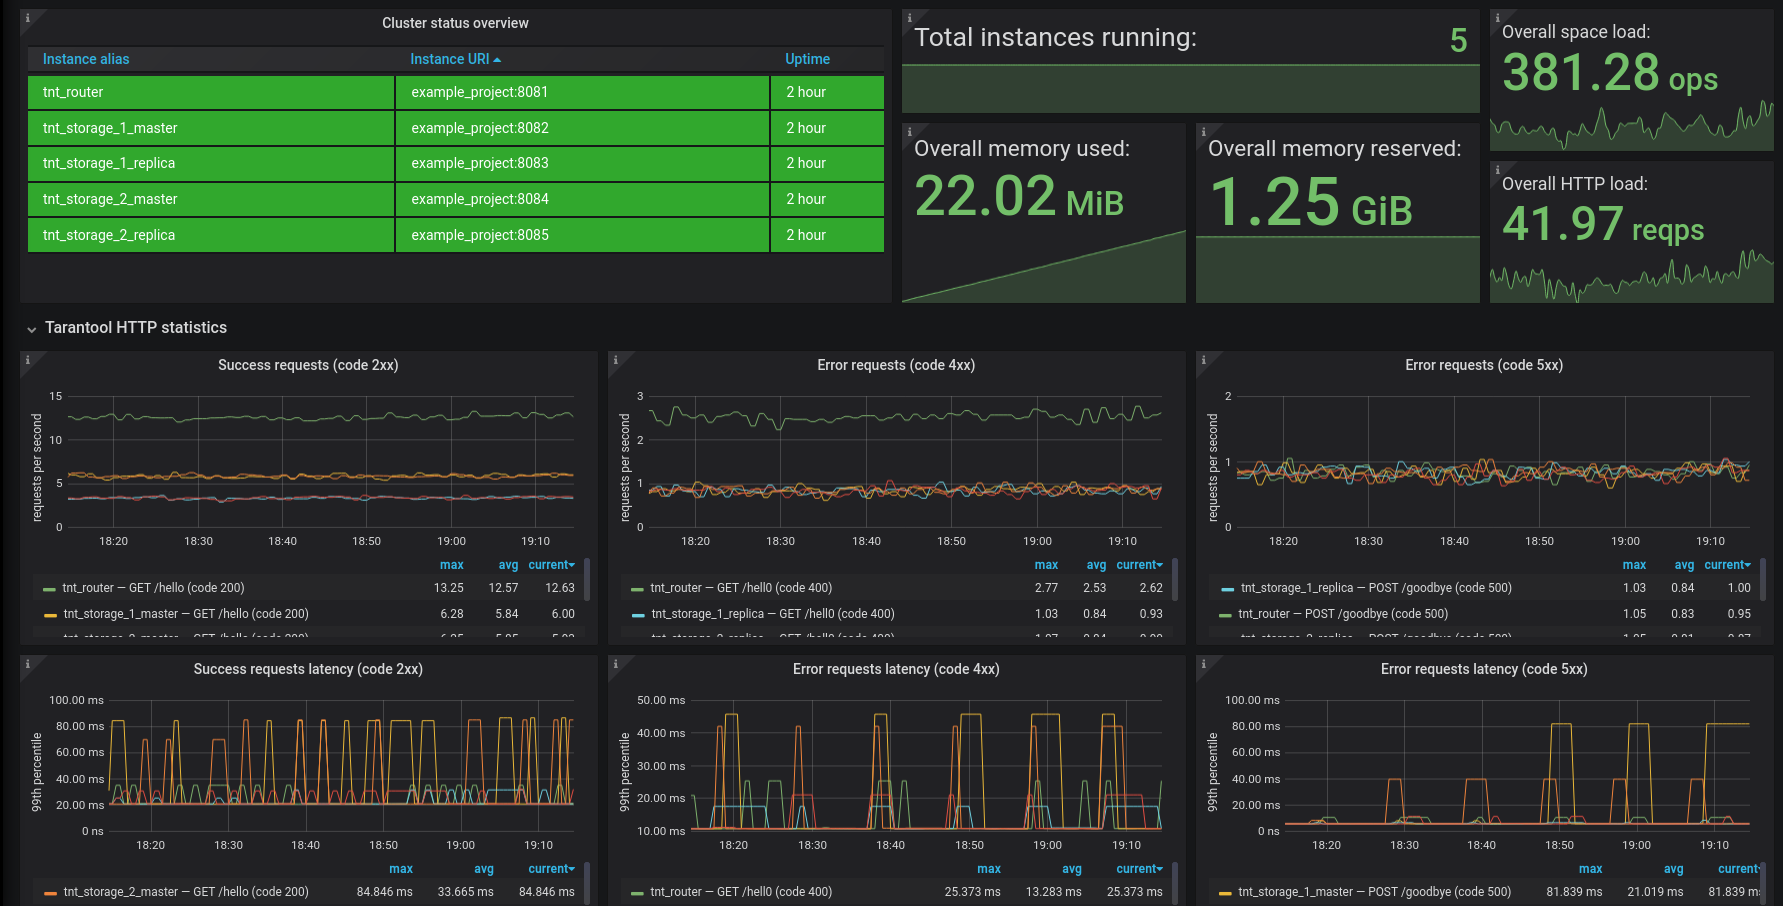 Cluster status overview
Instance alias Instance URI Uptime
tnt_router example_project:8081 2 hour
tnt_storage_1_master example_project:8082 2 hour
tnt_storage_1_replica example_project:8083 2 hour
tnt_storage_2_master example_project:8084 2 hour
tnt_storage_2_replica example_project:8085 2 hour
Total instances running: 5
Overall memory used:
22.02 MiB
Overall memory reserved:
1.25 GiB
Overall space load:
381.28 ops
Overall HTTP load:
41.97 reqps
Tarantool HTTP statistics
Success requests (code 2xx)
requests per second
15
10
5
0
18:20 18:30 18:40 18:50 19:00 19:10
max avg current
tnt_router — GET /hello (code 200) 13.25 12.57 12.63
tnt_storage_1_master — GET /hello (code 200) 6.28 5.84 6.00
Error requests (code 4xx)
requests per second
3
2
1
0
18:20 18:30 18:40 18:50 19:00 19:10
max avg current
tnt_router — GET /hell0 (code 400) 2.77 2.53 2.62
tnt_storage_1_replica — GET /hell0 (code 400) 1.03 0.84 0.93
Error requests (code 5xx)
requests per second
2
1
0
18:20 18:30 18:40 18:50 19:00 19:10
max avg current
tnt_storage_1_replica — POST /goodbye (code 500) 1.03 0.84 1.00
tnt_router — POST /goodbye (code 500) 1.05 0.83 0.95
Success requests latency (code 2xx)
99th percentile
100.00 ms
80.00 ms
60.00 ms
40.00 ms
20.00 ms
0 ns
18:20 18:30 18:40 18:50 19:00 19:10
max avg current
tnt_storage_2_master — GET /hello (code 200) 84.846 ms 33.665 ms 84.846 ms
Error requests latency (code 4xx)
99th percentile
50.00 ms
40.00 ms
30.00 ms
20.00 ms
10.00 ms
18:20 18:30 18:40 18:50 19:00 19:10
max avg current
tnt_router — GET /hell0 (code 400) 25.373 ms 13.283 ms 25.373 ms
Error requests latency (code 5xx)
99th percentile
100.00 ms
80.00 ms
60.00 ms
40.00 ms
20.00 ms
0 ns
18:20 18:30 18:40 18:50 19:00 19:10
max avg current
tnt_storage_1_master — POST /goodbye (code 500) 81.839 ms 21.019 ms 81.839 ms